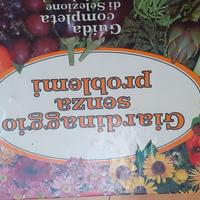 Giardinaggio
senza
problemi
Guida
completa
di Selezione